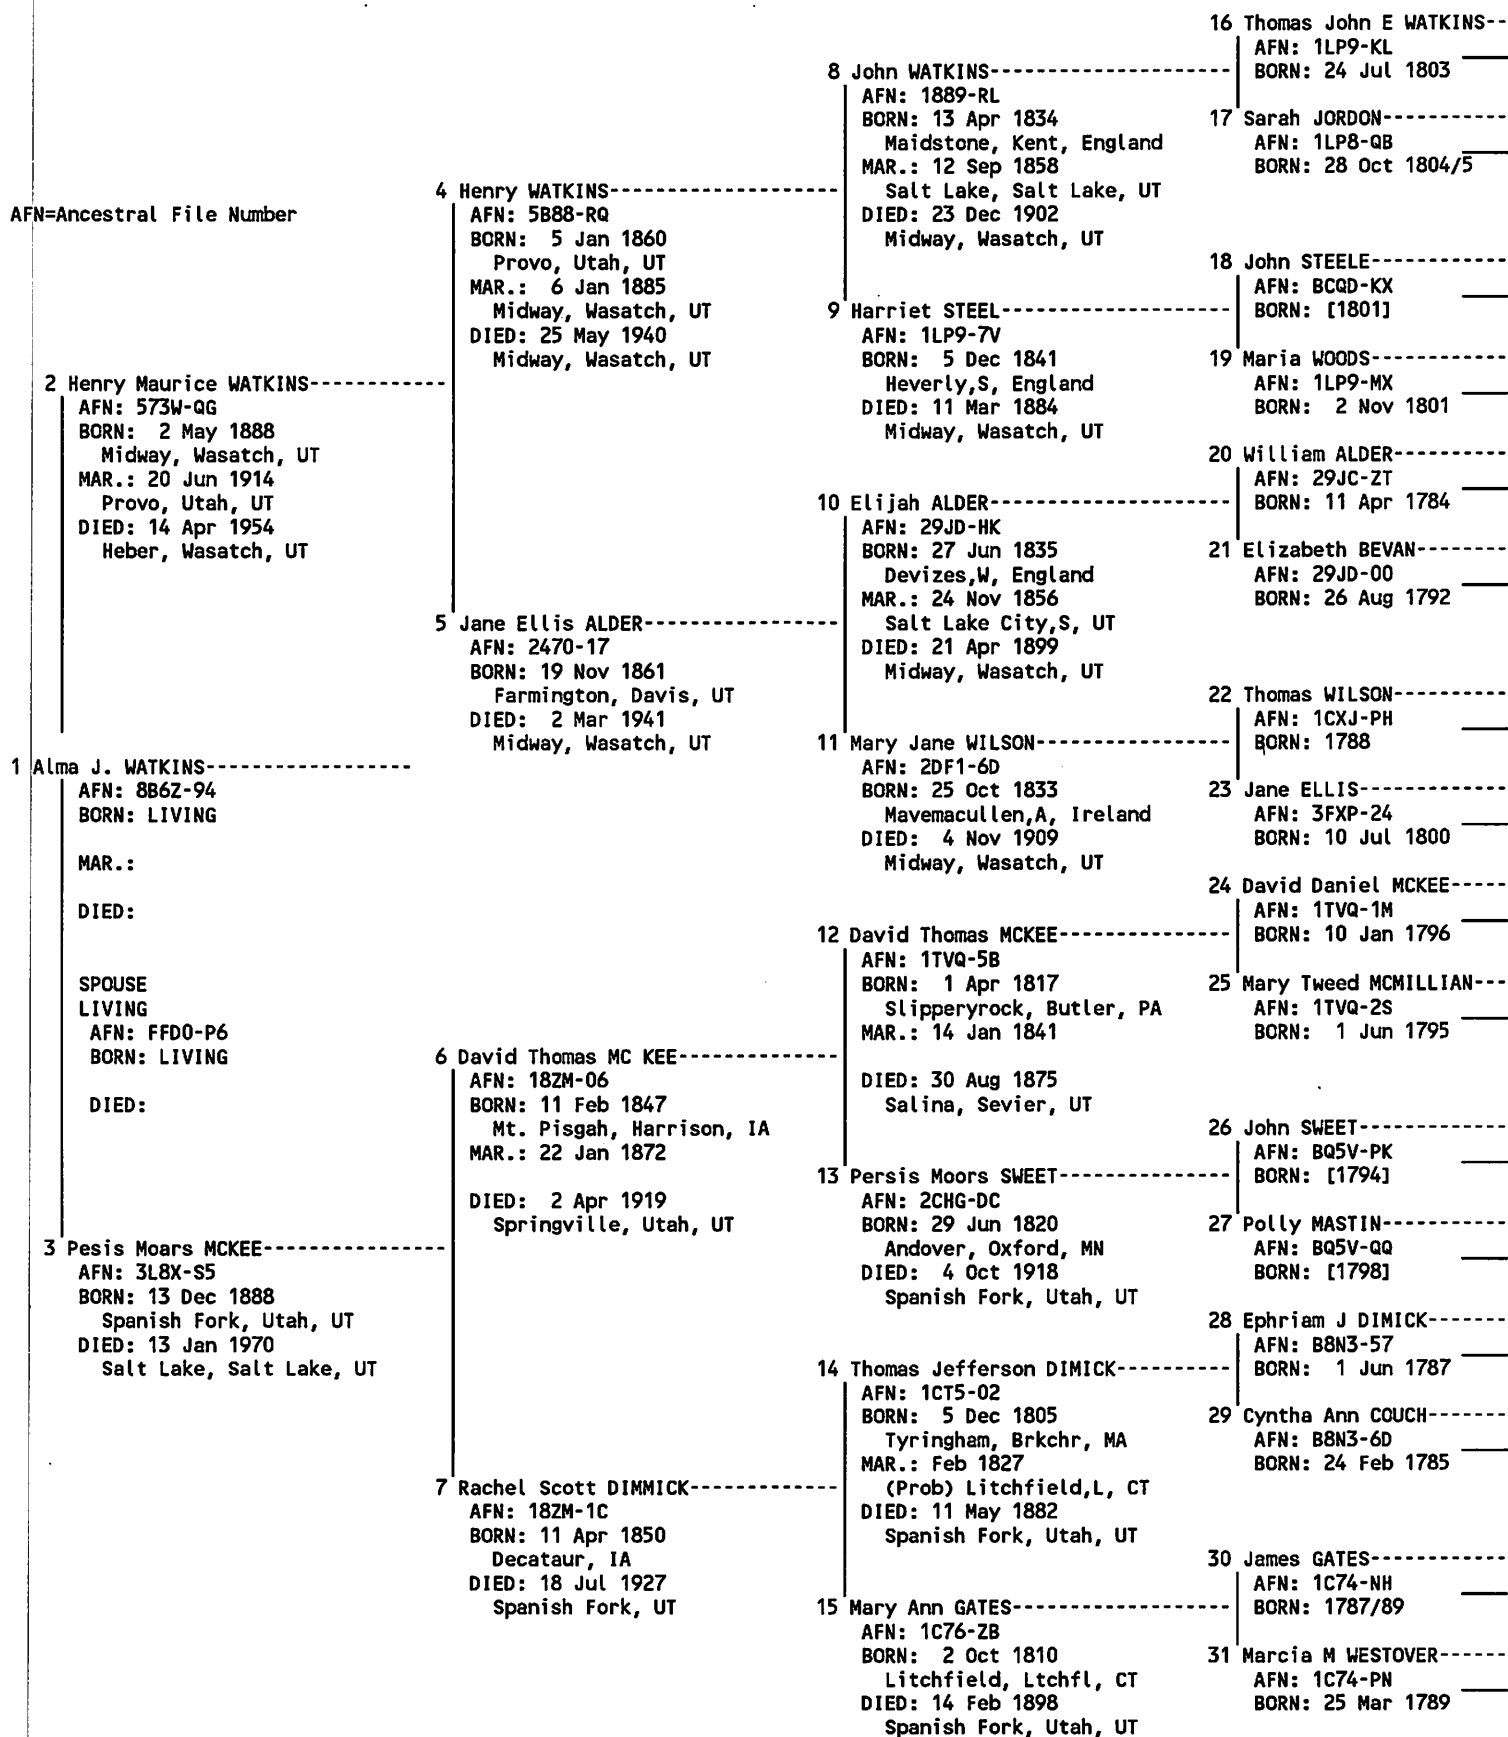 AFN=Ancestral File Number
1 Alma J. WATKINS-----------------
AFN: 8B6Z-94
BORN: LIVING
MAR.:
DIED:
SPOUSE
LIVING
AFN: FFD0-P6
BORN: LIVING
DIED:
2 Henry Maurice WATKINS-----------
AFN: 573W-QG
BORN: 2 May 1888
Midway, Wasatch, UT
MAR.: 20 Jun 1914
Provo, Utah, UT
DIED: 14 Apr 1954
Heber, Wasatch, UT
3 Pesis Moars MCKEE---------------
AFN: 3L8X-S5
BORN: 13 Dec 1888
Spanish Fork, Utah, UT
DIED: 13 Jan 1970
Salt Lake, Salt Lake, UT
4 Henry WATKINS-------------------
AFN: 5B88-RQ
BORN: 5 Jan 1860
Provo, Utah, UT
MAR.: 6 Jan 1885
Midway, Wasatch, UT
DIED: 25 May 1940
Midway, Wasatch, UT
5 Jane Ellis ALDER----------------
AFN: 2470-17
BORN: 19 Nov 1861
Farmington, Davis, UT
DIED: 2 Mar 1941
Midway, Wasatch, UT
6 David Thomas MC KEE-------------
AFN: 18ZM-06
BORN: 11 Feb 1847
Mt. Pisgah, Harrison, IA
MAR.: 22 Jan 1872
DIED: 2 Apr 1919
Springville, Utah, UT
7 Rachel Scott DIMMICK-------------
AFN: 18ZM-1C
BORN: 11 Apr 1850
Decataur, IA
DIED: 18 Jul 1927
Spanish Fork, UT
8 John WATKINS--------------------
AFN: 1889-RL
BORN: 13 Apr 1834
Maidstone, Kent, England
MAR.: 12 Sep 1858
Salt Lake, Salt Lake, UT
DIED: 23 Dec 1902
Midway, Wasatch, UT
9 Harriet STEEL-------------------
AFN: 1LP9-7V
BORN: 5 Dec 1841
Heverly,S, England
DIED: 11 Mar 1884
Midway, Wasatch, UT
10 Elijah ALDER--------------------
AFN: 29JD-HK
BORN: 27 Jun 1835
Devizes,W, England
MAR.: 24 Nov 1856
Salt Lake City,S, UT
DIED: 21 Apr 1899
Midway, Wasatch, UT
11 Mary Jane WILSON----------------
AFN: 2DF1-6D
BORN: 25 Oct 1833
Mavemacullen,A, Ireland
DIED: 4 Nov 1909
Midway, Wasatch, UT
12 David Thomas MCKEE--------------
AFN: 1TVQ-5B
BORN: 1 Apr 1817
Slipperyrock, Butler, PA
MAR.: 14 Jan 1841
DIED: 30 Aug 1875
Salina, Sevier, UT
13 Persis Moors SWEET--------------
AFN: 2CHG-DC
BORN: 29 Jun 1820
Andover, Oxford, MN
DIED: 4 Oct 1918
Spanish Fork, Utah, UT
14 Thomas Jefferson DIMICK---------
AFN: 1CT5-02
BORN: 5 Dec 1805
Tyringham, Brkchr, MA
MAR.: Feb 1827
(Prob) Litchfield,L, CT
DIED: 11 May 1882
Spanish Fork, Utah, UT
15 Mary Ann GATES------------------
AFN: 1C76-ZB
BORN: 2 Oct 1810
Litchfield, Ltchfl, CT
DIED: 14 Feb 1898
Spanish Fork, Utah, UT
16 Thomas John E WATKINS--
AFN: 1LP9-KL
BORN: 24 Jul 1803
17 Sarah JORDON-----------
AFN: 1LP8-QB
BORN: 28 Oct 1804/5
18 John STEELE------------
AFN: BCQD-KX
BORN: [1801]
19 Maria WOODS------------
AFN: 1LP9-MX
BORN: 2 Nov 1801
20 William ALDER----------
AFN: 29JC-ZT
BORN: 11 Apr 1784
21 Elizabeth BEVAN--------
AFN: 29JD-00
BORN: 26 Aug 1792
22 Thomas WILSON----------
AFN: 1CXJ-PH
BORN: 1788
23 Jane ELLIS-------------
AFN: 3FXP-24
BORN: 10 Jul 1800
24 David Daniel MCKEE-----
AFN: 1TVQ-1M
BORN: 10 Jan 1796
25 Mary Tweed MCMILLIAN---
AFN: 1TVQ-2S
BORN: 1 Jun 1795
26 John SWEET-------------
AFN: BQ5V-PK
BORN: [1794]
27 Polly MASTIN-----------
AFN: BQ5V-QQ
BORN: [1798]
28 Ephriam J DIMICK-------
AFN: B8N3-57
BORN: 1 Jun 1787
29 Cyntha Ann COUCH-------
AFN: B8N3-6D
BORN: 24 Feb 1785
30 James GATES------------
AFN: 1C74-NH
BORN: 1787/89
31 Marcia M WESTOVER------
AFN: 1C74-PN
BORN: 25 Mar 1789